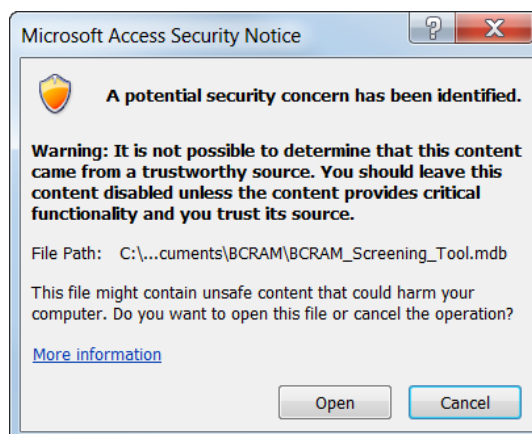 Microsoft Access Security Notice
A potential security concern has been identified.
Warning: It is not possible to determine that this content
came from a trustworthy source. You should leave this
content disabled unless the content provides critical
functionality and you trust its source.
File Path: C:\...cuments\BCRAM\BCRAM_Screening_Tool.mdb
This file might contain unsafe content that could harm your
computer. Do you want to open this file or cancel the operation?
More information
Open Cancel